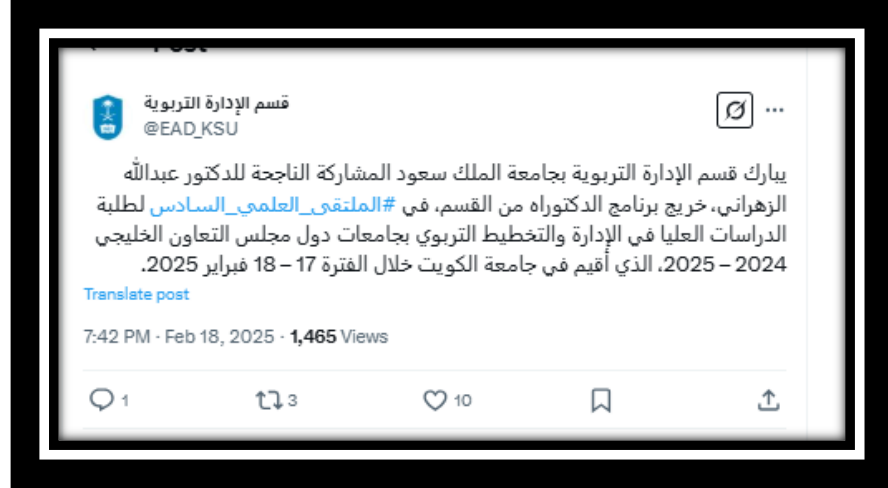 Post
قسم الإدارة التربوية
@EAD_KSU
يبارك قسم الإدارة التربوية بجامعة الملك سعود المشاركة الناجحة للدكتور عبدالله
الزهراني، خريج برنامج الدكتوراه من القسم، في #الملتقى_العلمي_السادس لطلبة
الدراسات العليا في الإدارة والتخطيط التربوي بجامعات دول مجلس التعاون الخليجي
2024 – 2025، الذي أقيم في جامعة الكويت خلال الفترة 17 – 18 فبراير 2025.
Translate post
7:42 PM · Feb 18, 2025 · 1,465 Views
1 3 10